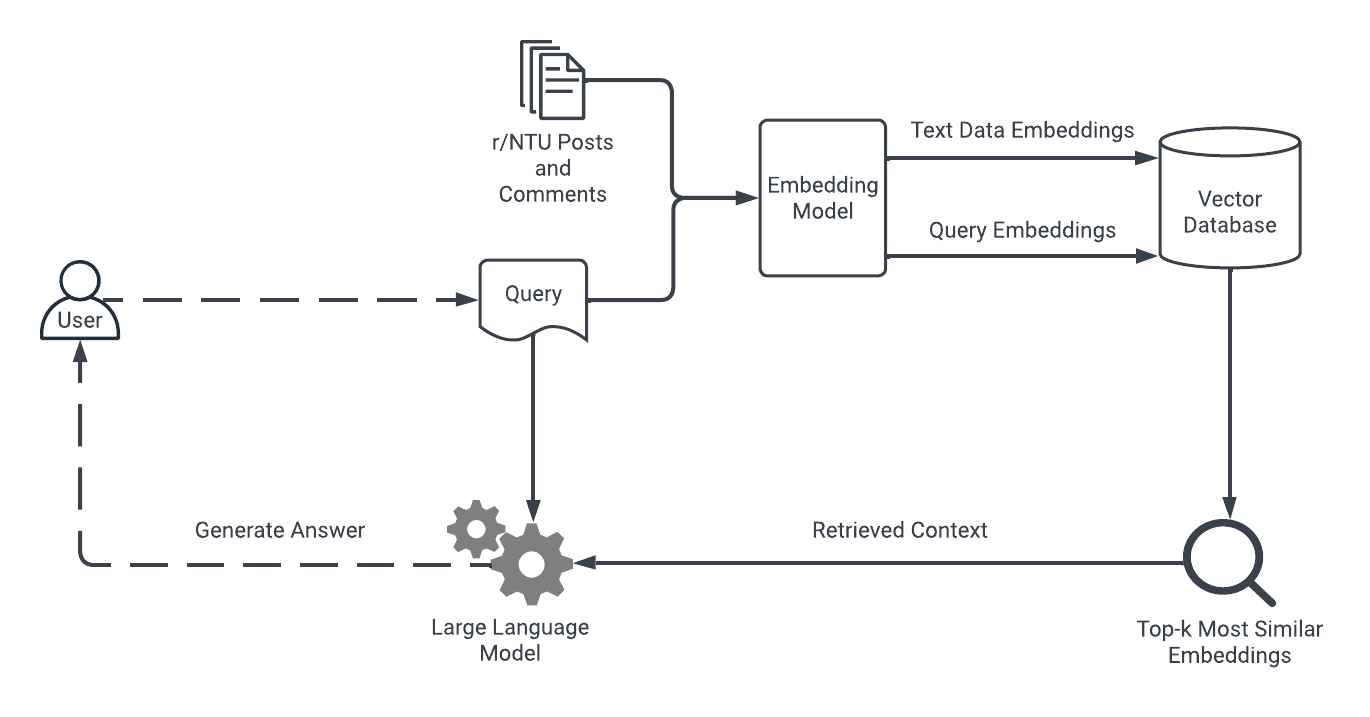 r/NTU Posts
and
Comments
Embedding
Model
Text Data Embeddings
Query Embeddings
Vector
Database
User
Query
Generate Answer
Retrieved Context
Large Language
Model
Top-k Most Similar
Embeddings